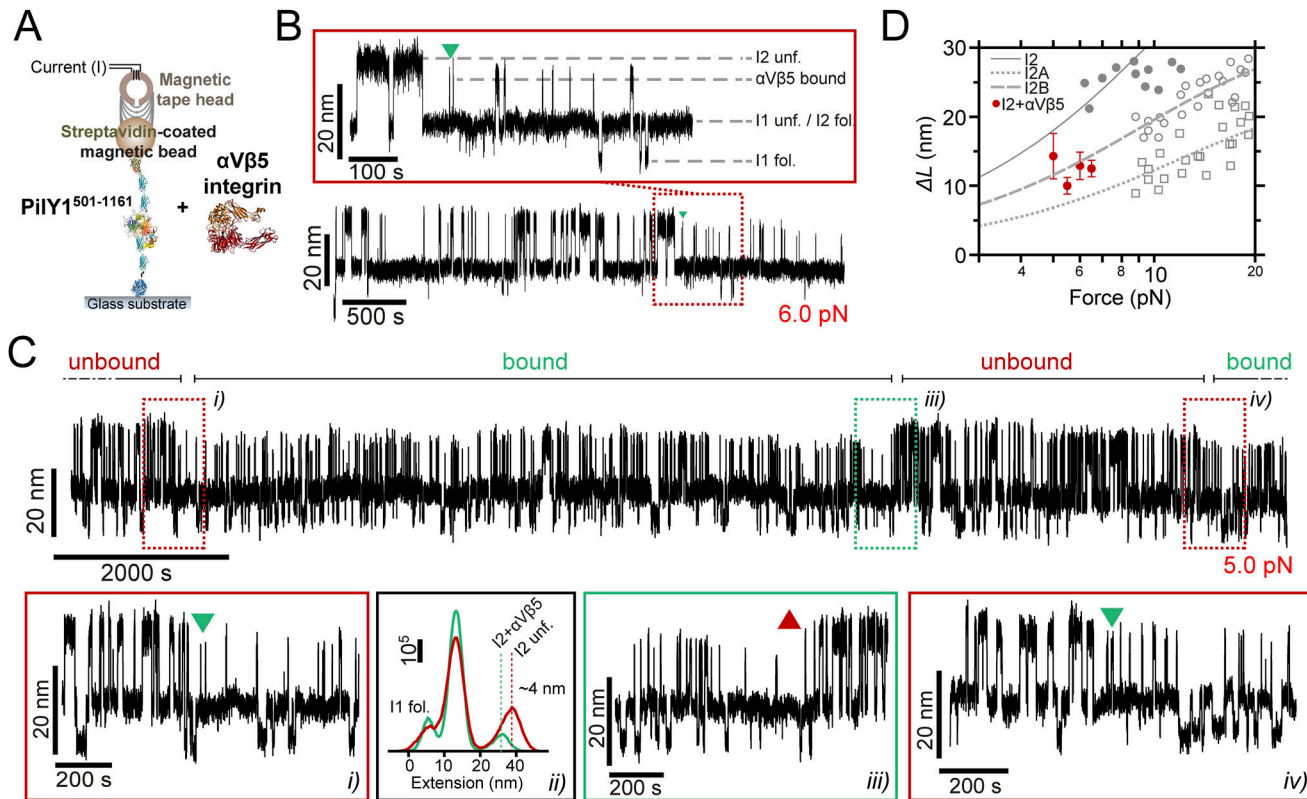 A
Current (I)
Magnetic
tape head
Streptavidin-coated
magnetic bead
αVβ5
integrin
PilY1501-1161
+
Glass substrate
B
I2 unf.
αVβ5 bound
I1 unf. / I2 fol.
I1 fol.
20 nm
100 s
20 nm
500 s
6.0 pN
D
30
20
10
0
ΔL (nm)
I2
I2A
I2B
I2+αVβ5
4
6
8
10
20
Force (pN)
C
unbound
bound
unbound
bound
i)
iii)
iv)
20 nm
2000 s
5.0 pN
20 nm
200 s
i)
10⁵
I2+αVβ5
I2 unf.
~4 nm
I1 fol.
0
20
40
Extension (nm)
ii)
20 nm
200 s
iii)
20 nm
200 s
iv)